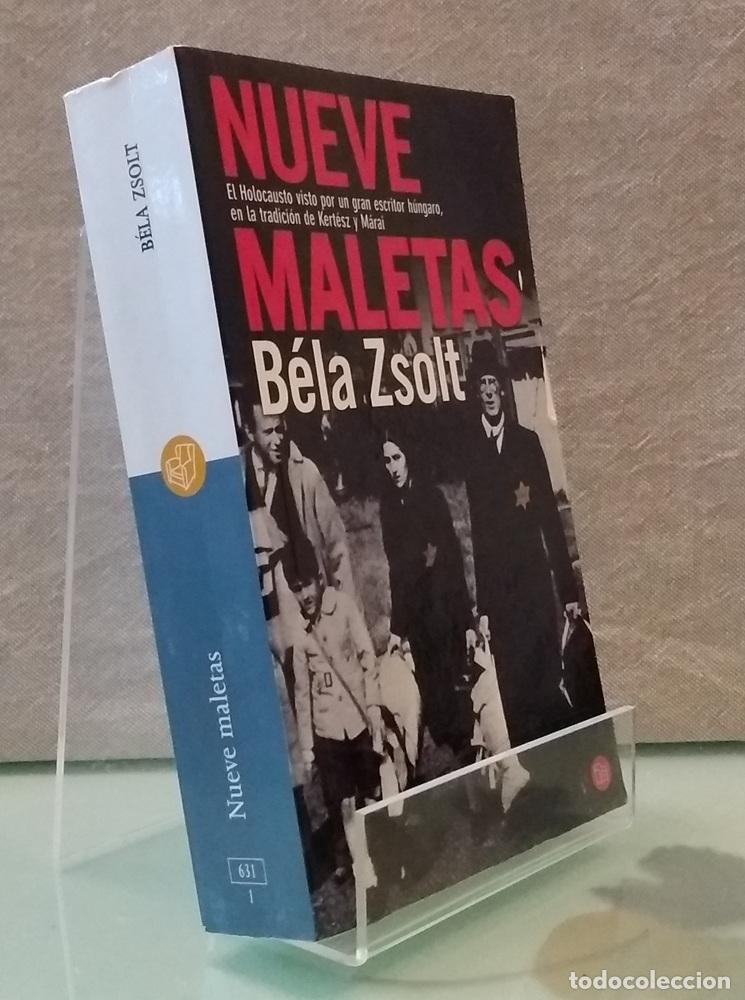 NUEVE
El Holocausto visto por un gran escritor húngaro,
en la tradición de Kertész y Márai
MALETAS
Béla Zsolt
BÉLA ZSOLT
Nueve maletas
631
1
todocoleccion